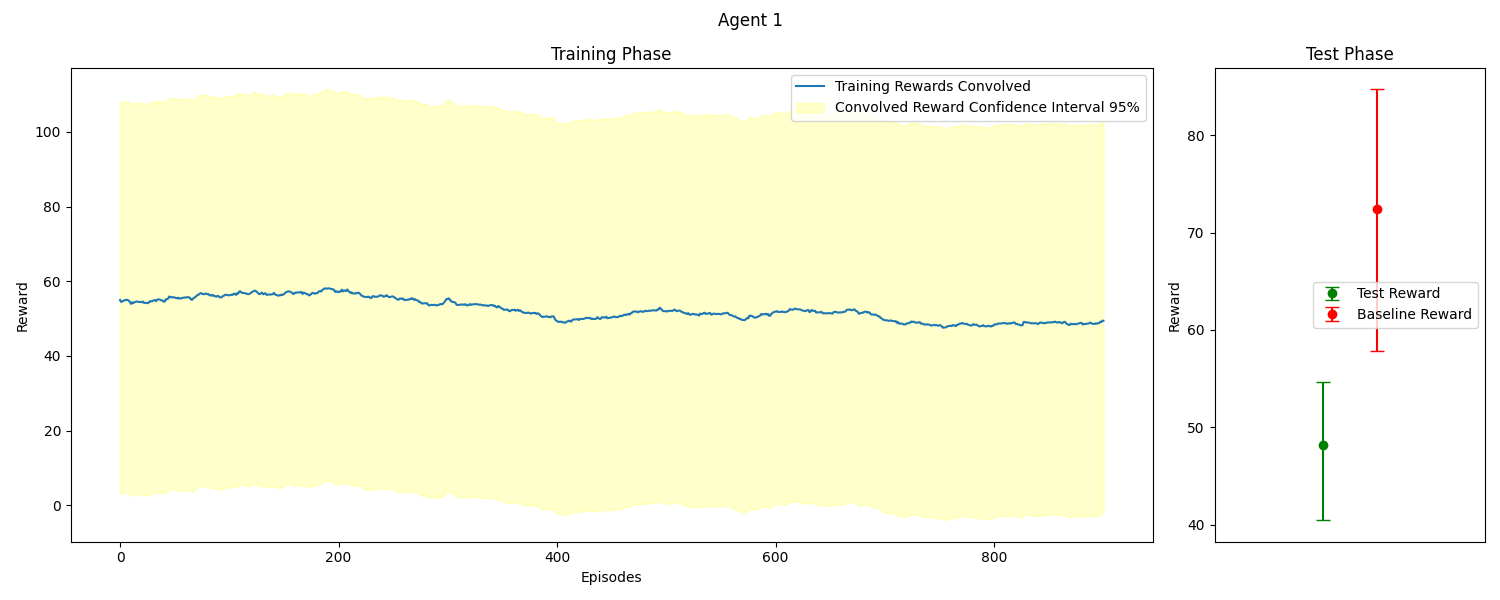 Agent 1
Training Phase
Training Rewards Convolved
Convolved Reward Confidence Interval 95%
Reward
100
80
60
40
20
0
0 200 400 600 800
Episodes
Test Phase
Reward
80
70
60
50
40
Test Reward
Baseline Reward